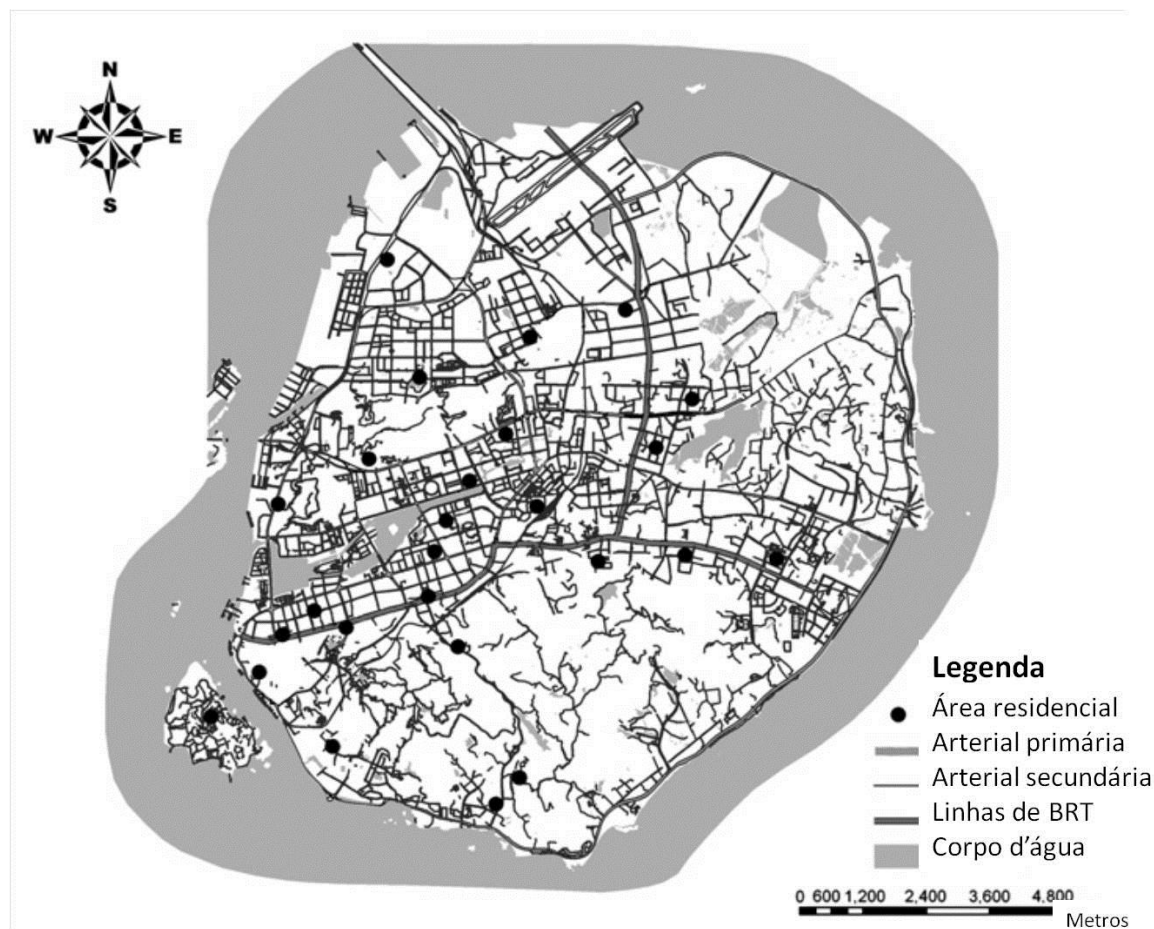 N
W E
S
Legenda
Área residencial
Arterial primária
Arterial secundária
Linhas de BRT
Corpo d'água
0 600 1,200 2,400 3,600 4,800
Metros